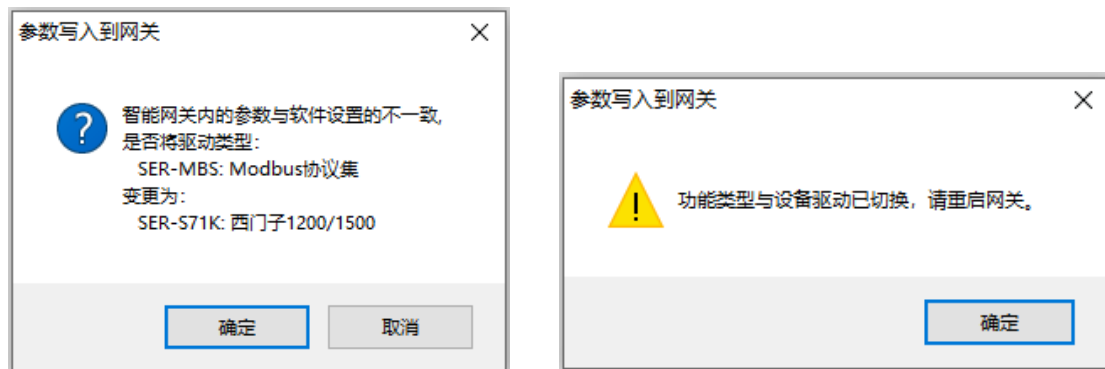 参数写入到网关
智能网关内的参数与软件设置的不一致,
是否将驱动类型:
SER-MBS: Modbus协议集
变更为:
SER-S71K: 西门子1200/1500
确定
取消
参数写入到网关
功能类型与设备驱动已切换，请重启网关。
确定